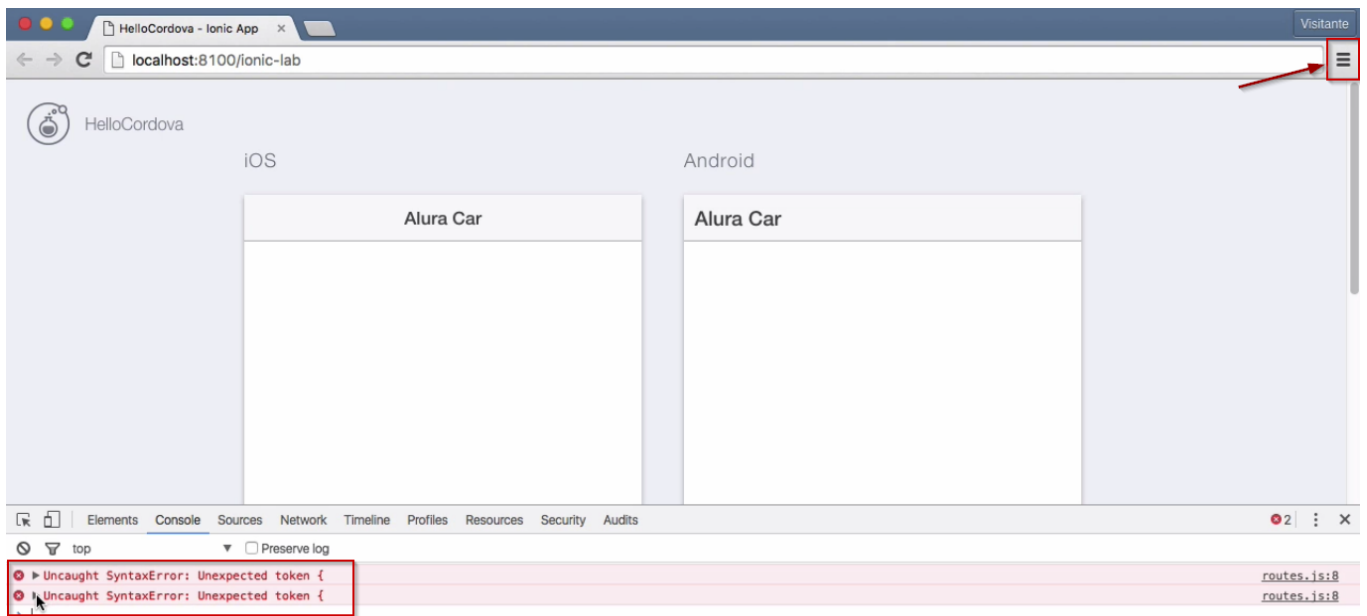 HelloCordova - Ionic App
Visitante
localhost:8100/ionic-lab
HelloCordova
iOS
Android
Alura Car
Alura Car
Elements Console Sources Network Timeline Profiles Resources Security Audits
2
top
Preserve log
Uncaught SyntaxError: Unexpected token {
routes.js:8
Uncaught SyntaxError: Unexpected token {
routes.js:8